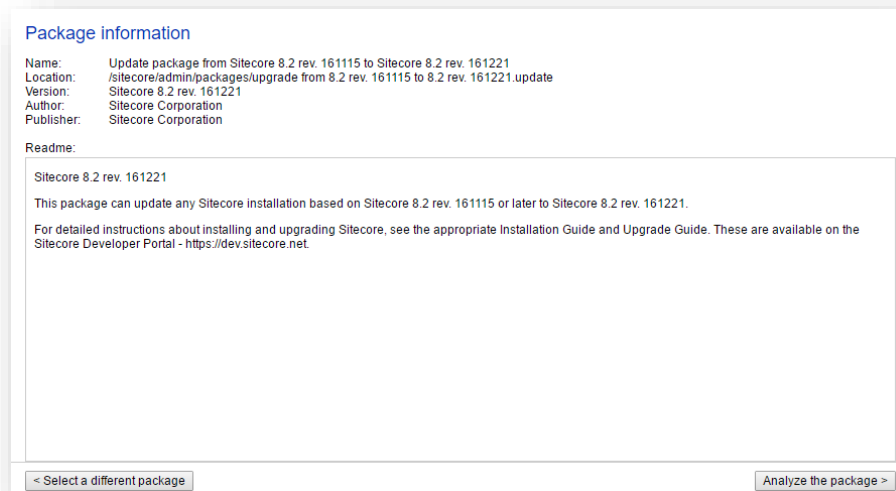 Package information
Name: Update package from Sitecore 8.2 rev. 161115 to Sitecore 8.2 rev. 161221
Location: /sitecore/admin/packages/upgrade from 8.2 rev. 161115 to 8.2 rev. 161221.update
Version: Sitecore 8.2 rev. 161221
Author: Sitecore Corporation
Publisher: Sitecore Corporation
Readme:
Sitecore 8.2 rev. 161221
This package can update any Sitecore installation based on Sitecore 8.2 rev. 161115 or later to Sitecore 8.2 rev. 161221.
For detailed instructions about installing and upgrading Sitecore, see the appropriate Installation Guide and Upgrade Guide. These are available on the
Sitecore Developer Portal - https://dev.sitecore.net.
< Select a different package
Analyze the package >